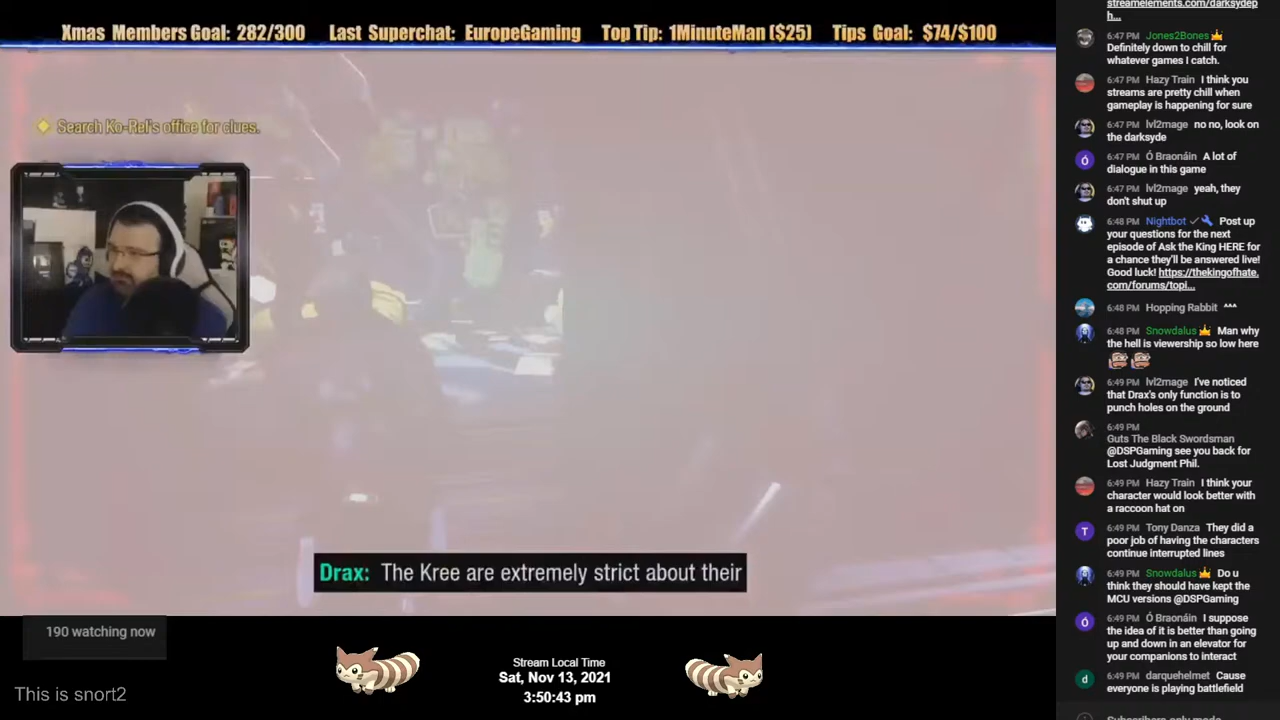 Xmas Members Goal: 282/300 Last Superchat: EuropeGaming Top Tip: 1MinuteMan ($25) Tips Goal: $74/$100
Search Ko-Rel's office for clues.
Drax: The Kree are extremely strict about their
190 watching now
This is snort2
Stream Local Time
Sat, Nov 13, 2021
3:50:43 pm
streamelements.com/darksydep
h...
6:47 PM Jones2Bones
Definitely down to chill for
whatever games I catch.
6:47 PM Hazy Train I think you
streams are pretty chill when
gameplay is happening for sure
6:47 PM lvl2mage no no, look on
the darksyde
6:47 PM Ó Braonáin A lot of
dialogue in this game
6:47 PM lvl2mage yeah, they
don't shut up
6:48 PM Nightbot Post up
your questions for the next
episode of Ask the King HERE for
a chance they'll be answered live!
Good luck! https://thekingofhate.
com/forums/topi...
6:48 PM Hopping Rabbit ^^^
6:48 PM Snowdalus Man why
the hell is viewership so low here
6:49 PM lvl2mage I've noticed
that Drax's only function is to
punch holes on the ground
6:49 PM
Guts The Black Swordsman
@DSPGaming see you back for
Lost Judgment Phil.
6:49 PM Hazy Train I think your
character would look better with
a raccoon hat on
T
6:49 PM Tony Danza They did a
poor job of having the characters
continue interrupted lines
6:49 PM Snowdalus Do u
think they should have kept the
MCU versions @DSPGaming
Ó
6:49 PM Ó Braonáin I suppose
the idea of it is better than going
up and down in an elevator for
your companions to interact
d
6:49 PM darquehelmet Cause
everyone is playing battlefield
Subscribers-only mode